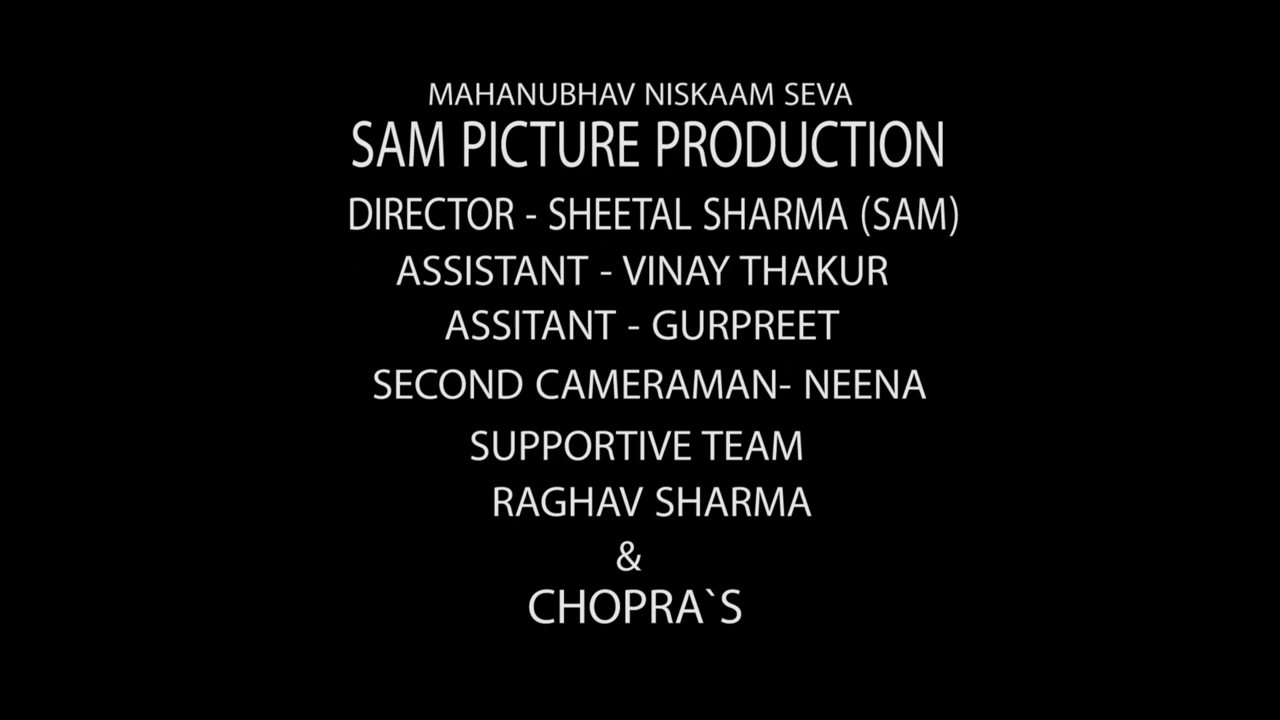 MAHANUBHAV NISKAAM SEVA
SAM PICTURE PRODUCTION
DIRECTOR - SHEETAL SHARMA (SAM)
ASSISTANT - VINAY THAKUR
ASSITANT - GURPREET
SECOND CAMERAMAN- NEENA
SUPPORTIVE TEAM
RAGHAV SHARMA
&
CHOPRA`S